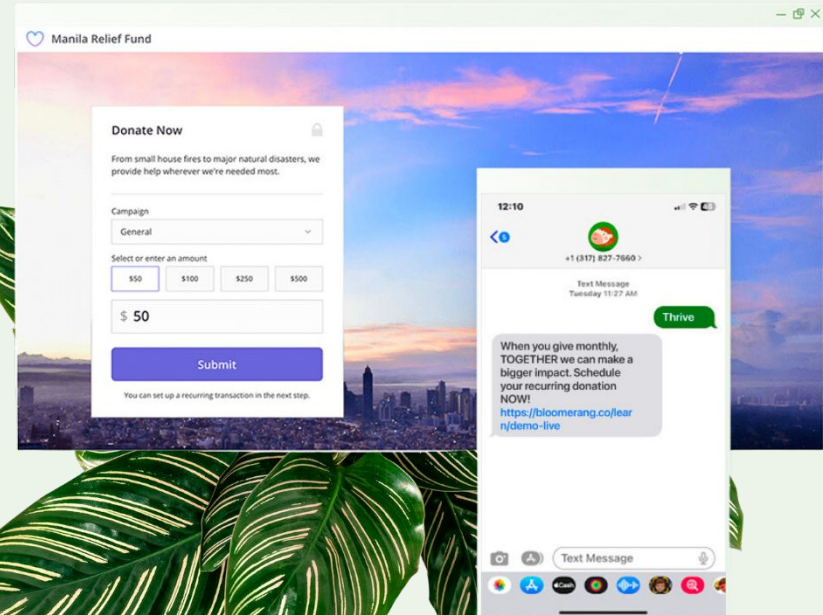 Manila Relief Fund
Donate Now
From small house fires to major natural disasters, we
provide help wherever we're needed most.
Campaign
General
Select or enter an amount
$50
$100
$250
$500
$ 50
Submit
You can set up a recurring transaction in the next step.
12:10
+1 (317) 827-7660 >
Text Message
Tuesday 11:27 AM
Thrive
When you give monthly,
TOGETHER we can make a
bigger impact. Schedule
your recurring donation
NOW!
https://bloomerang.co/lear
n/demo-live
Text Message
Cash